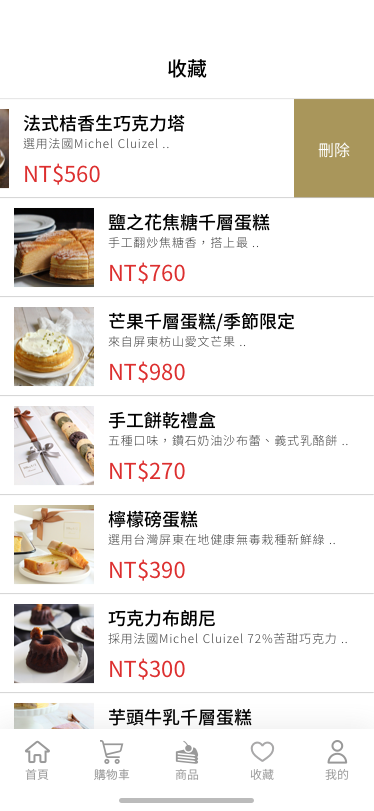 收藏
法式桔香生巧克力塔
選用法國Michel Cluizel ..
NT$560
刪除
鹽之花焦糖千層蛋糕
手工翻炒焦糖香，搭上最 ..
NT$760
芒果千層蛋糕/季節限定
來自屏東枋山愛文芒果 ..
NT$980
手工餅乾禮盒
五種口味，鑽石奶油沙布蕾、義式乳酪餅 ..
NT$270
檸檬磅蛋糕
選用台灣屏東在地健康無毒栽種新鮮綠 ..
NT$390
巧克力布朗尼
採用法國Michel Cluizel 72%苦甜巧克力 ..
NT$300
芋頭牛乳千層蛋糕
首頁
購物車
商品
收藏
我的